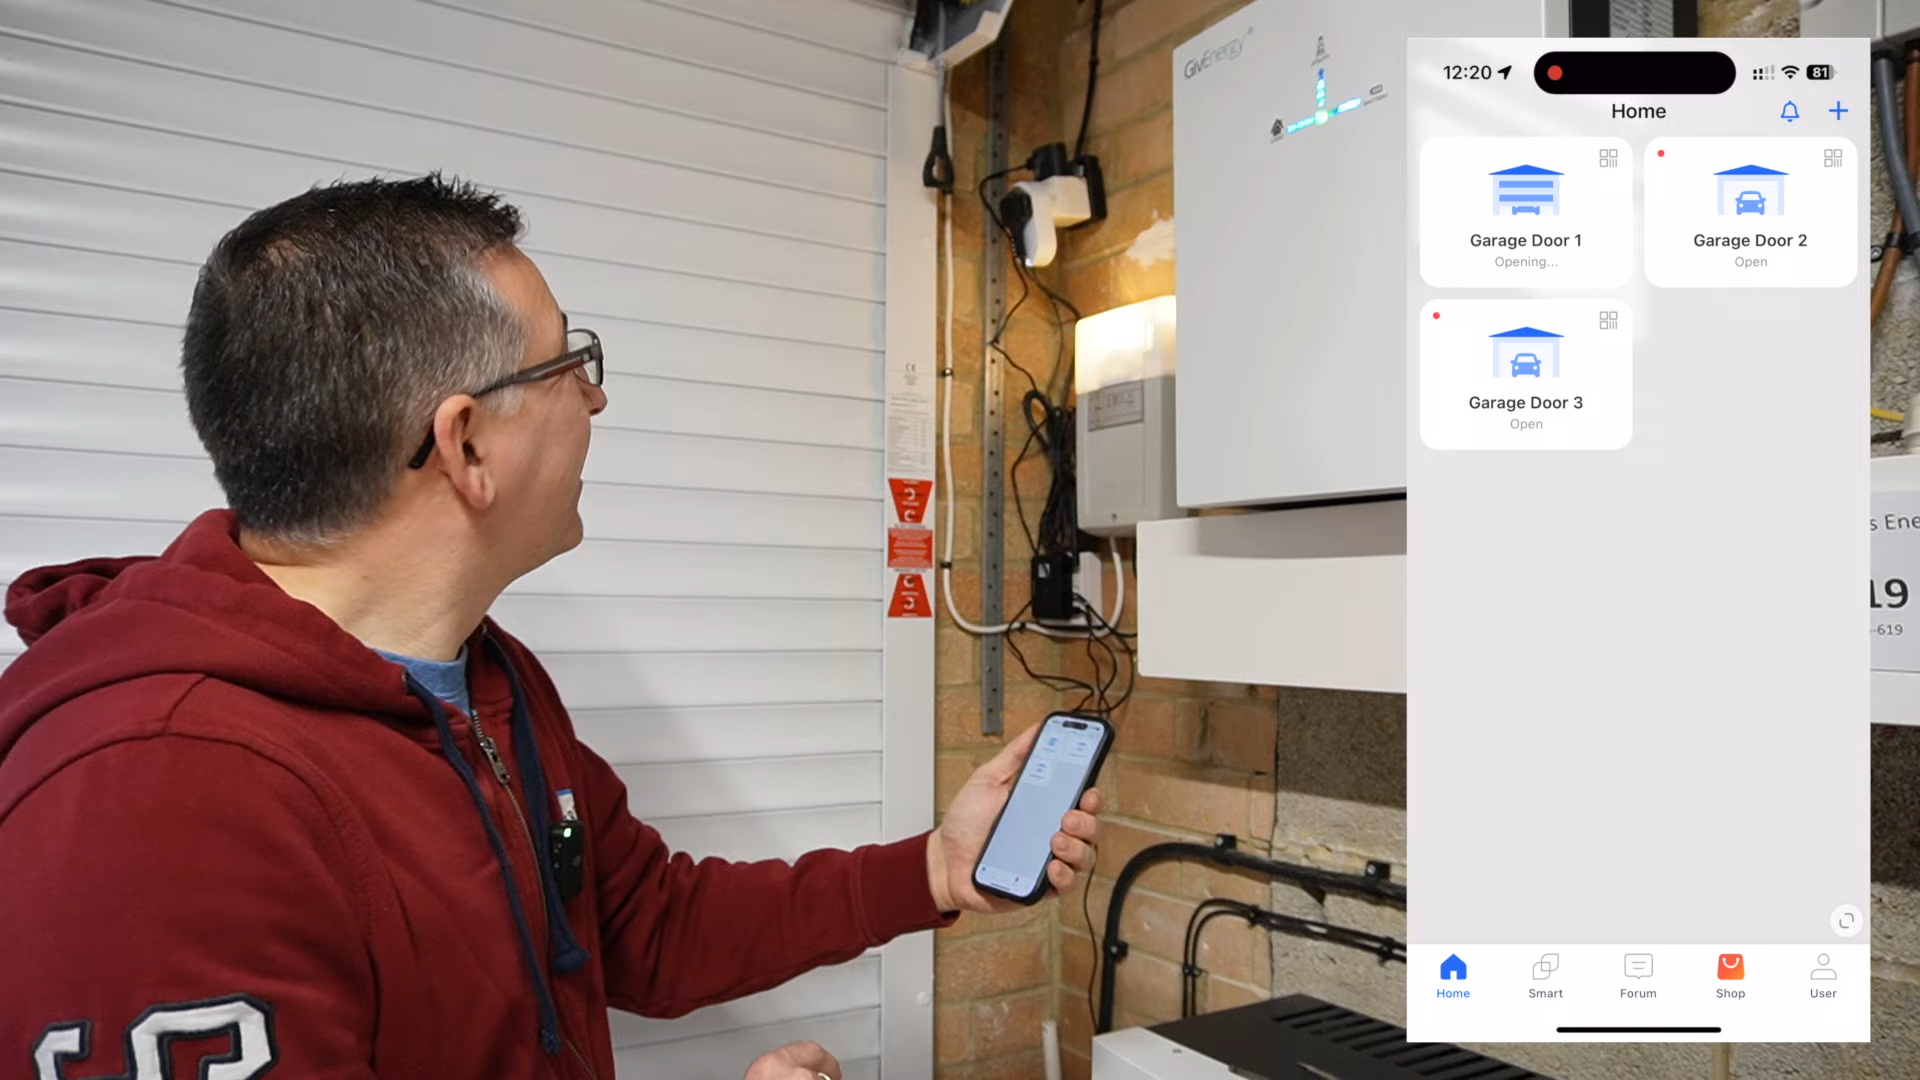 GivEnergy
12:20
81
Home
Garage Door 1
Opening...
Garage Door 2
Open
Garage Door 3
Open
s Ene
19
-619
Home
Smart
Forum
Shop
User